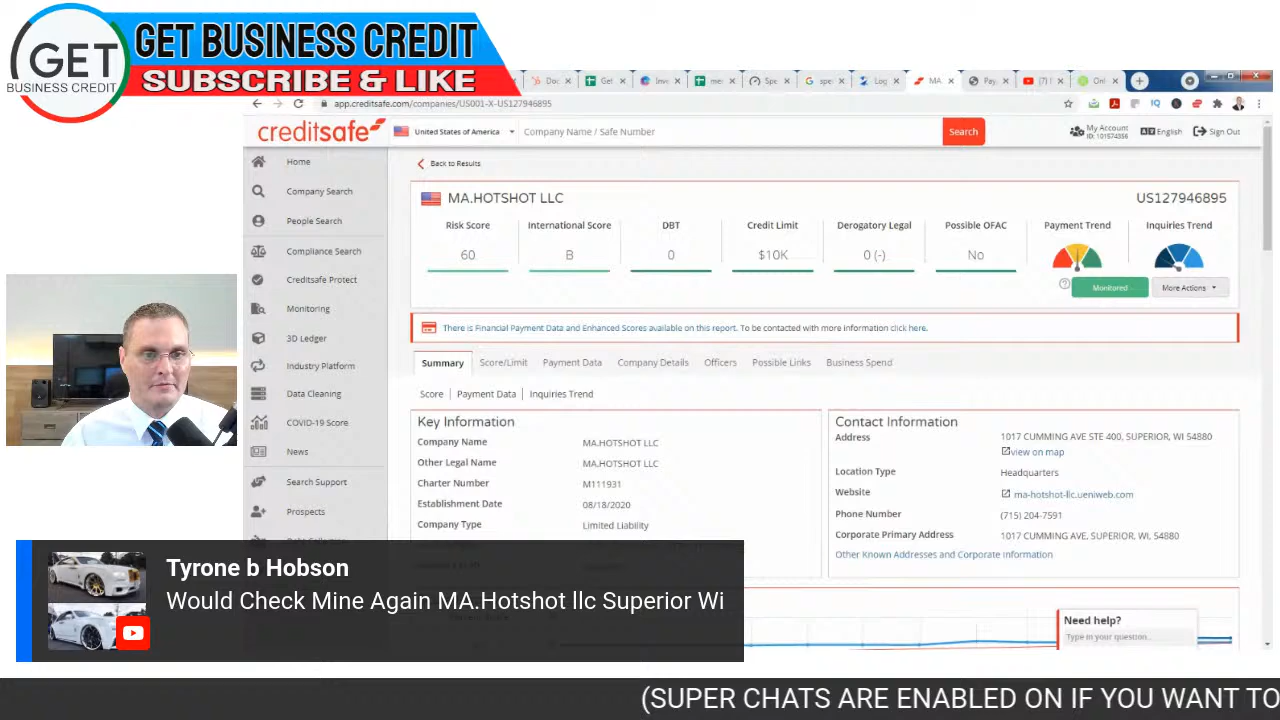 GET
BUSINESS CREDIT
GET BUSINESS CREDIT
SUBSCRIBE & LIKE
Doc
Get
Inv
me
Spe
spe
Log
MA
Pay
app.creditsafe.com/companies/US001-X-US127946895
creditsafe
United States of America
Company Name / Safe Number
Search
My Account
ID: 101574356
English
Sign Out
Home
Company Search
People Search
Compliance Search
Creditsafe Protect
Monitoring
3D Ledger
Industry Platform
Data Cleaning
COVID-19 Score
News
Search Support
Prospects
Back to Results
MA.HOTSHOT LLC
US127946895
Risk Score
International Score
DBT
Credit Limit
Derogatory Legal
Possible OFAC
Payment Trend
Inquiries Trend
60
B
0
$10K
0 (-)
No
Monitored
More Actions
There is Financial Payment Data and Enhanced Scores available on this report. To be contacted with more information click here.
Summary
Score/Limit
Payment Data
Company Details
Officers
Possible Links
Business Spend
Score | Payment Data | Inquiries Trend
Key Information
Company Name MA.HOTSHOT LLC
Other Legal Name MA.HOTSHOT LLC
Charter Number M111931
Establishment Date 08/18/2020
Company Type Limited Liability
Contact Information
Address 1017 CUMMING AVE STE 400, SUPERIOR, WI 54880
view on map
Location Type Headquarters
Website ma-hotshot-llc.ueniweb.com
Phone Number (715) 204-7591
Corporate Primary Address 1017 CUMMING AVE, SUPERIOR, WI, 54880
Other Known Addresses and Corporate Information
Need help?
Type in your question...
Tyrone b Hobson
Would Check Mine Again MA.Hotshot llc Superior Wi
(SUPER CHATS ARE ENABLED ON IF YOU WANT TO